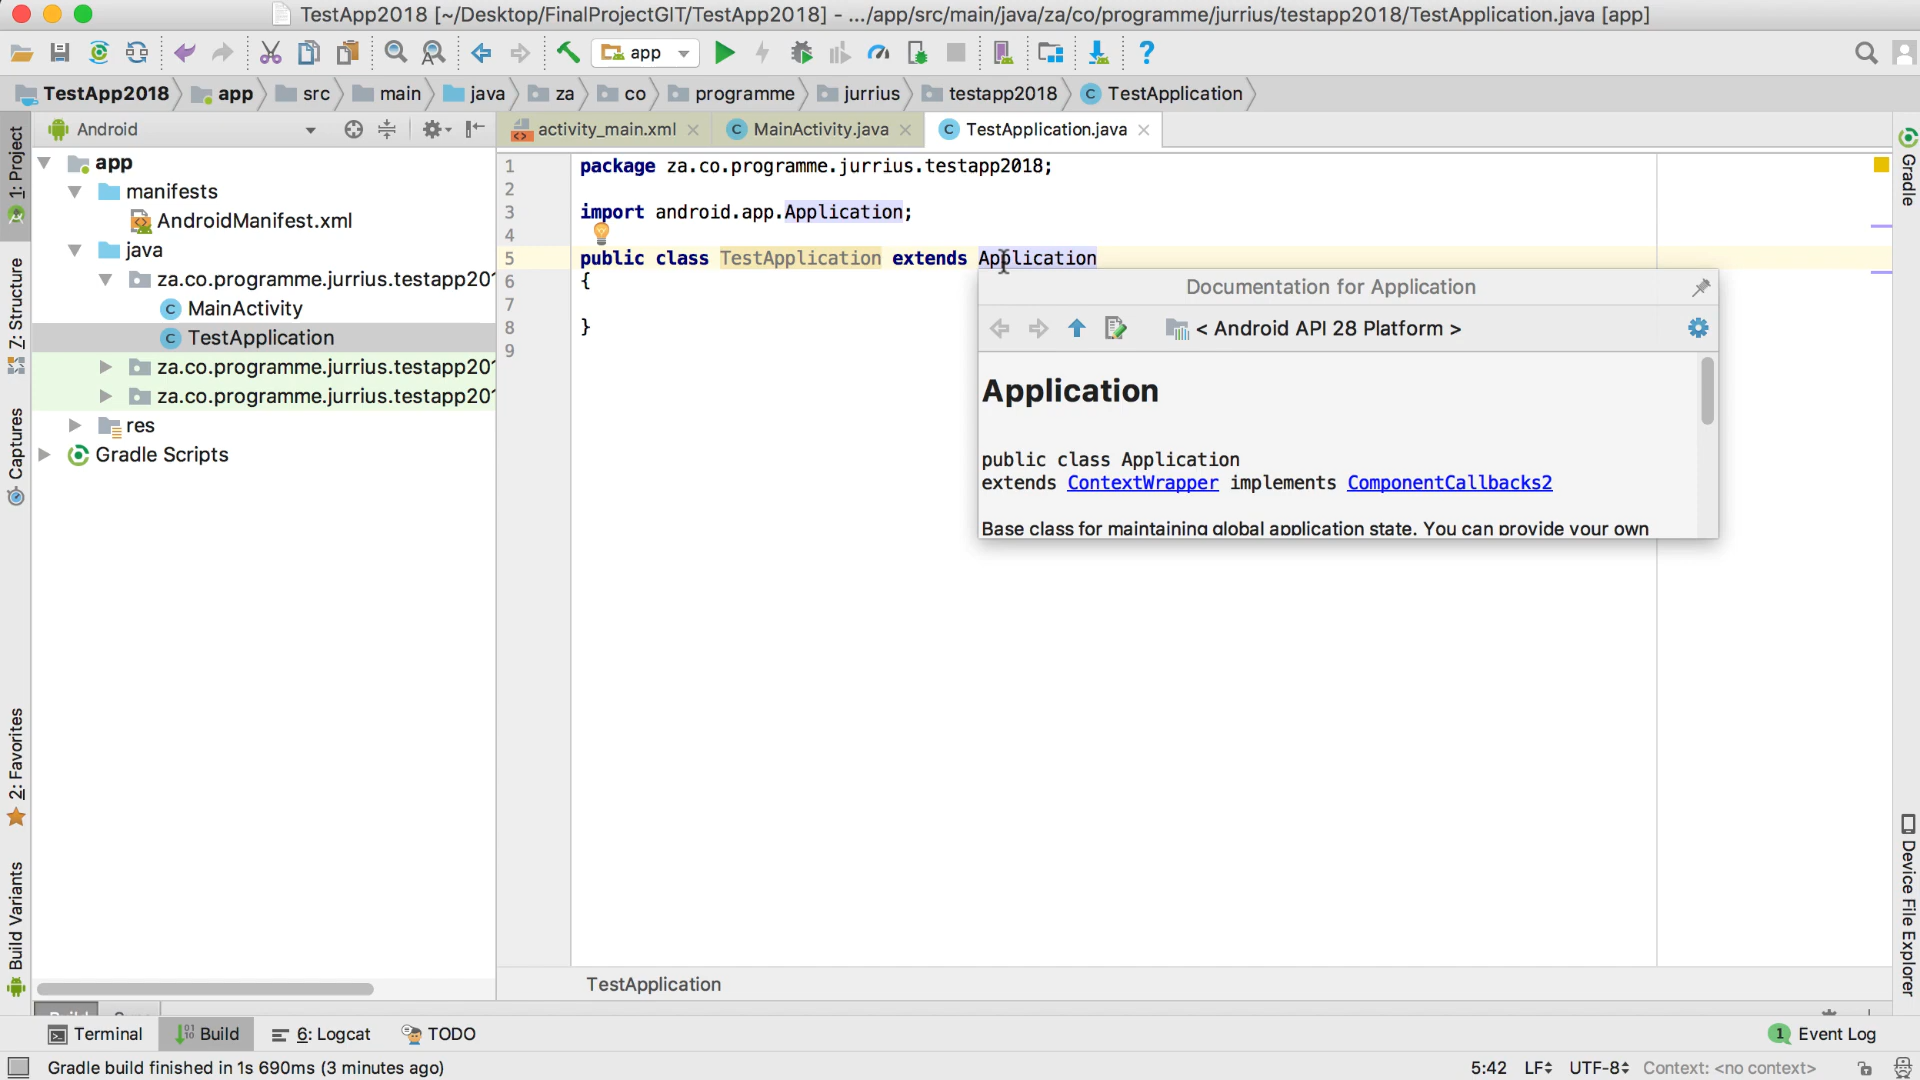 TestApp2018 [~/Desktop/FinalProjectGIT/TestApp2018] - .../app/src/main/java/za/co/programme/jurrius/testapp2018/TestApplication.java [app]
app
TestApp2018 app src main java za co programme jurrius testapp2018 TestApplication
1: Project
Z: Structure
Captures
2: Favorites
Build Variants
Android
app
manifests
AndroidManifest.xml
java
za.co.programme.jurrius.testapp20
MainActivity
TestApplication
za.co.programme.jurrius.testapp20
za.co.programme.jurrius.testapp20
res
Gradle Scripts
activity_main.xml MainActivity.java TestApplication.java
1 package za.co.programme.jurrius.testapp2018;
2
3 import android.app.Application;
4
5 public class TestApplication extends Application
6 {
7
8 }
9
Documentation for Application
< Android API 28 Platform >
Application
public class Application
extends ContextWrapper implements ComponentCallbacks2
Base class for maintaining global application state. You can provide your own
TestApplication
Gradle
Device File Explorer
Terminal Build 6: Logcat TODO 1 Event Log
Gradle build finished in 1s 690ms (3 minutes ago) 5:42 LF UTF-8 Context: <no context>